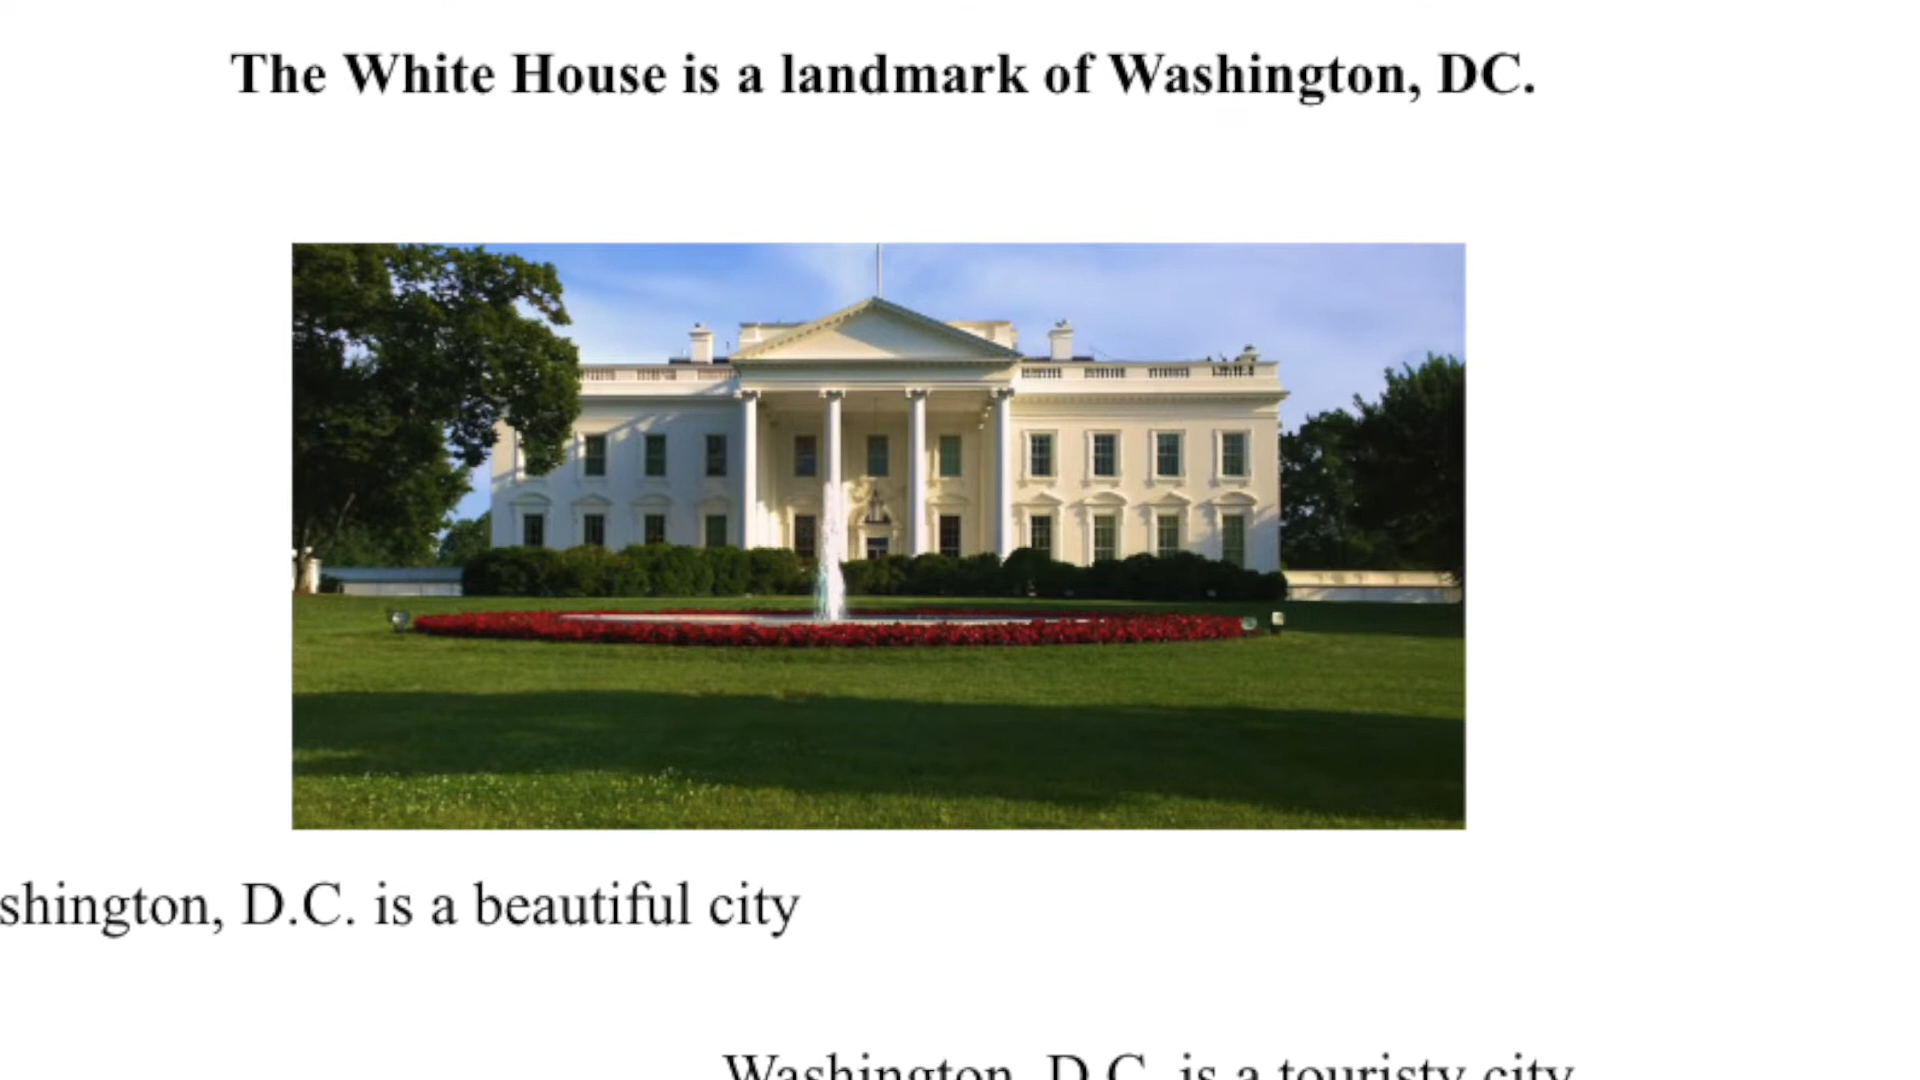 The White House is a landmark of Washington, DC.
shington, D.C. is a beautiful city
Washington, D.C. is a touristy city